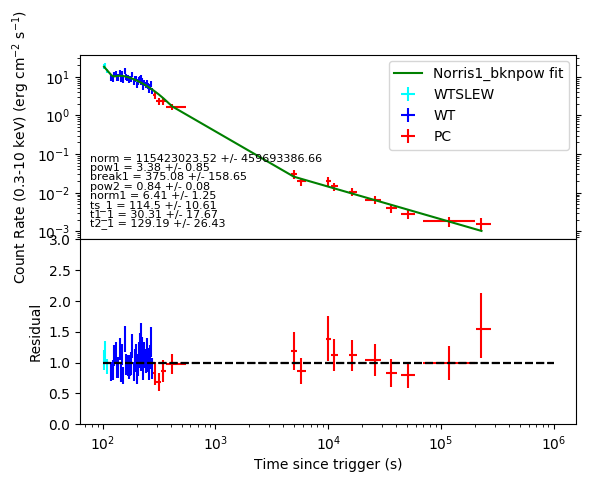 Count Rate (0.3-10 keV) (erg cm⁻² s⁻¹)
10¹
10⁰
10⁻¹
10⁻²
10⁻³
Norris1_bknpow fit
WTSLEW
WT
PC
norm = 115423023.52 +/- 459693386.66
pow1 = 3.38 +/- 0.85
break1 = 375.08 +/- 158.65
pow2 = 0.84 +/- 0.08
norm1 = 6.41 +/- 1.25
ts_1 = 114.5 +/- 10.61
t1_1 = 30.31 +/- 17.67
t2_1 = 129.19 +/- 26.43
Residual
3.0
2.5
2.0
1.5
1.0
0.5
0.0
10² 10³ 10⁴ 10⁵ 10⁶
Time since trigger (s)